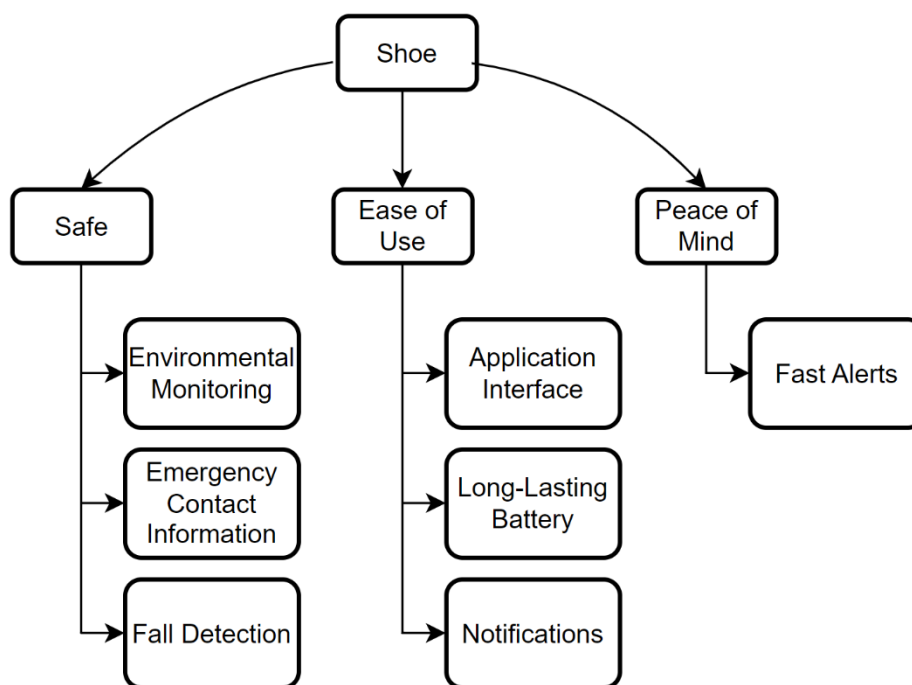 Shoe
Safe
Ease of
Use
Peace of
Mind
Environmental
Monitoring
Application
Interface
Fast Alerts
Emergency
Contact
Information
Long-Lasting
Battery
Fall Detection
Notifications